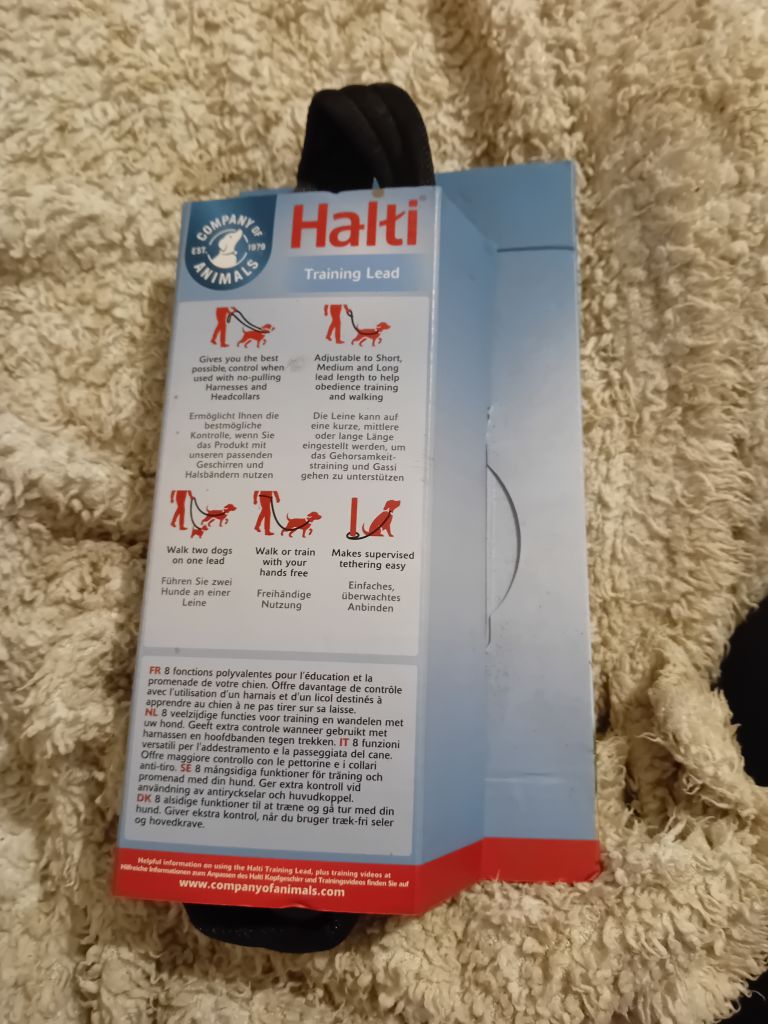 COMPANY OF
EST. 1979
ANIMALS
Halti®
Training Lead
Gives you the best
possible control when
used with no-pulling
Harnesses and
Headcollars
Adjustable to Short,
Medium and Long
lead length to help
obedience training
and walking
Ermöglicht Ihnen die
bestmögliche
Kontrolle, wenn Sie
das Produkt mit
unseren passenden
Geschirren und
Halsbändern nutzen
Die Leine kann auf
eine kurze, mittlere
oder lange Länge
eingestellt werden, um
das Gehorsamkeit-
straining und Gassi
gehen zu unterstützen
Walk two dogs
on one lead
Walk or train
with your
hands free
Makes supervised
tethering easy
Führen Sie zwei
Hunde an einer
Leine
Freihändige
Nutzung
Einfaches,
überwachtes
Anbinden
FR 8 fonctions polyvalentes pour l'éducation et la
promenade de votre chien. Offre davantage de contrôle
avec l'utilisation d'un harnais et d'un licol destinés à
apprendre au chien à ne pas tirer sur sa laisse.
NL 8 veelzijdige functies voor training en wandelen met
uw hond. Geeft extra controle wanneer gebruikt met
harnassen en hoofdbanden tegen trekken. IT 8 funzioni
versatili per l'addestramento e la passeggiata del cane.
Offre maggiore controllo con le pettorine e i collari
anti-tiro. SE 8 mångsidiga funktioner för träning och
promenad med din hund. Ger extra kontroll vid
användning av antiryckselar och huvudkoppel.
DK 8 alsidige funktioner til at træne og gå tur med din
hund. Giver ekstra kontrol, når du bruger træk-fri seler
og hovedkrave.
Helpful information on using the Halti Training Lead, plus training videos at
Hilfreiche Informationen zum Anpassen des Halti Kopfgeschirr und Trainingsvideos finden Sie auf
www.companyofanimals.com